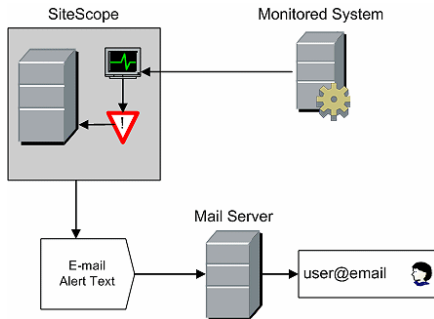 SiteScope
Monitored System
!
E-mail
Alert Text
Mail Server
user@email